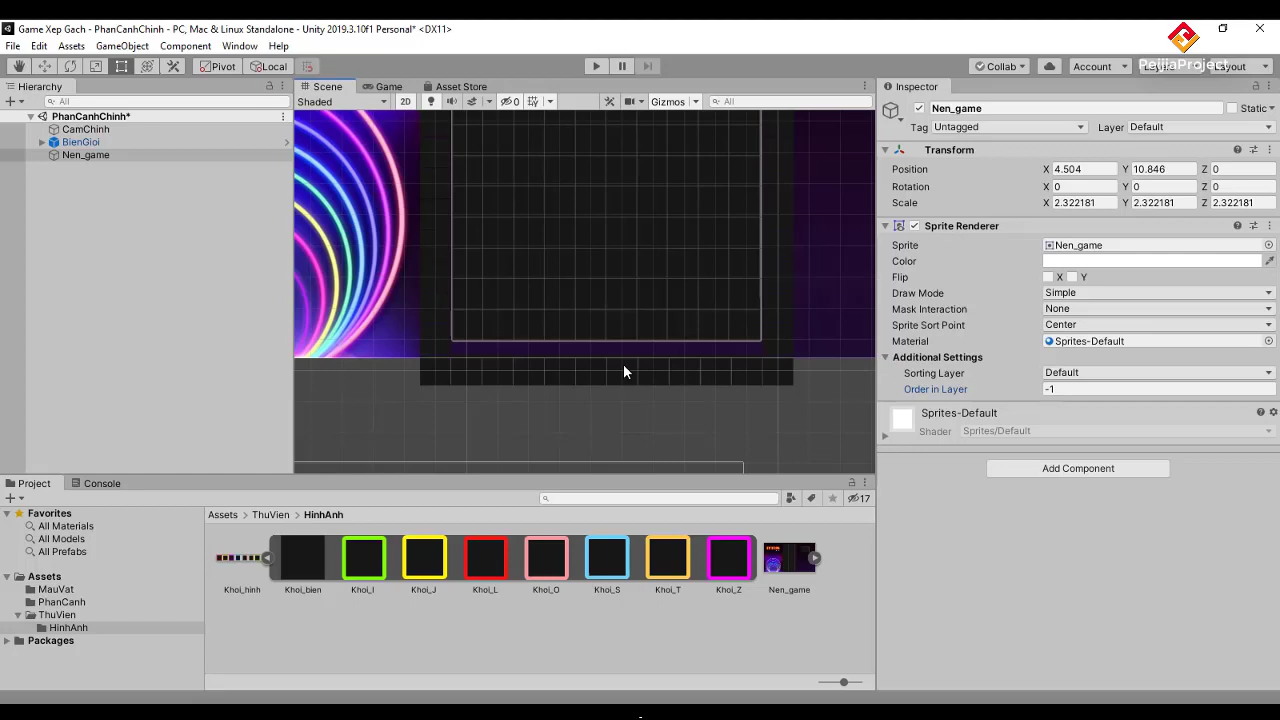 Game Xep Gach - PhanCanhChinh - PC, Mac & Linux Standalone - Unity 2019.3.10f1 Personal* <DX11>
File Edit Assets GameObject Component Window Help
Pivot Local Collab Account Layout
ReijiaProject
Hierarchy Scene Game Asset Store Inspector
All Shaded 2D 0 Gizmos All
PhanCanhChinh*
CamChinh
BienGioi
Nen_game
Nen_game Static
Tag Untagged Layer Default
Transform
Position X 4.504 Y 10.846 Z 0
Rotation X 0 Y 0 Z 0
Scale X 2.322181 Y 2.322181 Z 2.322181
Sprite Renderer
Sprite Nen_game
Color
Flip X Y
Draw Mode Simple
Mask Interaction None
Sprite Sort Point Center
Material Sprites-Default
Additional Settings
Sorting Layer Default
Order in Layer -1
Sprites-Default
Shader Sprites/Default
Add Component
Project Console
17
Favorites
All Materials
All Models
All Prefabs
Assets
MauVat
PhanCanh
ThuVien
HinhAnh
Packages
Assets ThuVien HinhAnh
Khoi_hinh Khoi_bien Khoi_I Khoi_J Khoi_L Khoi_O Khoi_S Khoi_T Khoi_Z Nen_game